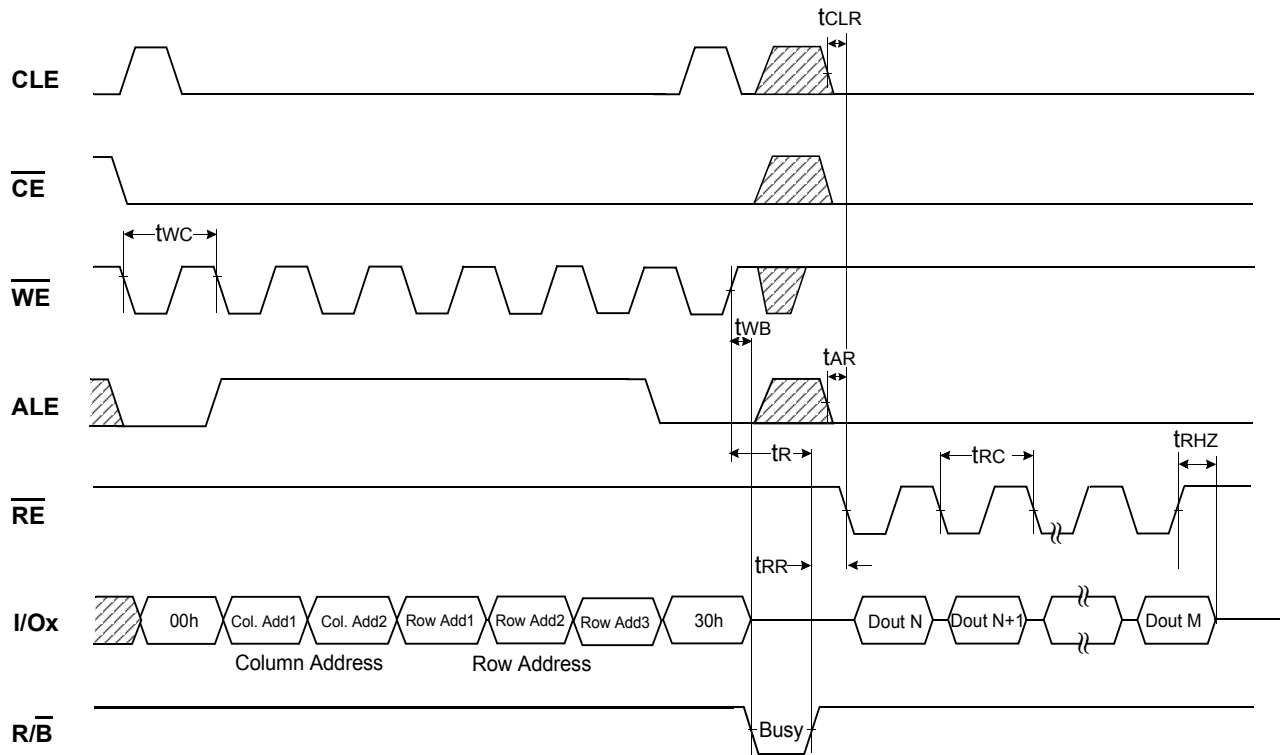 tCLR
CLE
CE
tWC
WE
tWB
tAR
ALE
tR
tRC
tRHZ
RE
tRR
I/Ox
00h
Col. Add1
Col. Add2
Row Add1
Row Add2
Row Add3
30h
Dout N
Dout N+1
Dout M
Column Address
Row Address
R/B
Busy